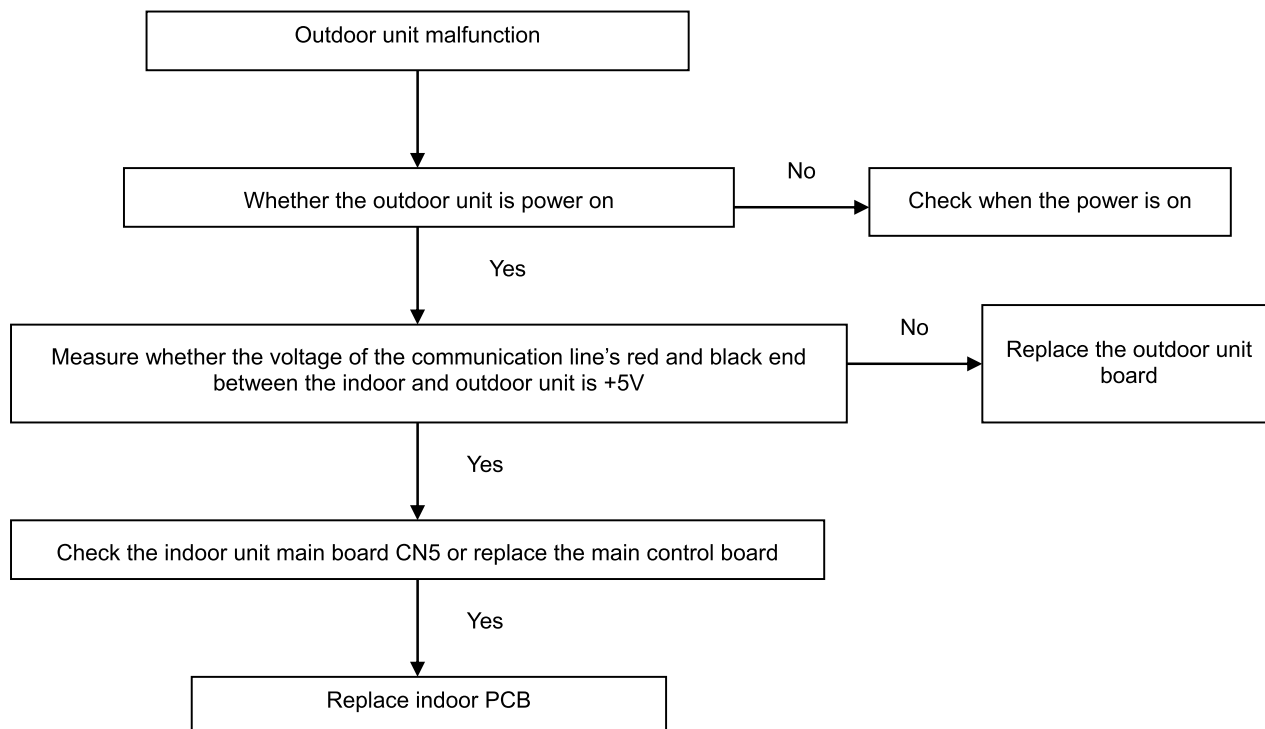 Outdoor unit malfunction
No
Whether the outdoor unit is power on
Check when the power is on
Yes
No
Measure whether the voltage of the communication line’s red and black end
between the indoor and outdoor unit is +5V
Replace the outdoor unit
board
Yes
Check the indoor unit main board CN5 or replace the main control board
Yes
Replace indoor PCB